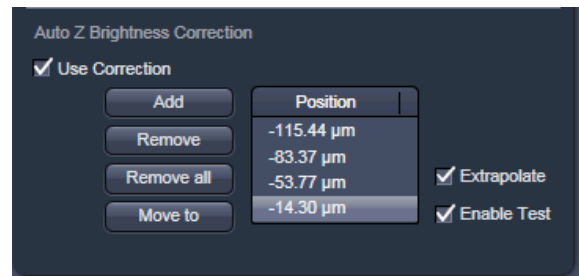 Auto Z Brightness Correction
Use Correction
Add
Remove
Remove all
Move to
Position
-115.44 µm
-83.37 µm
-53.77 µm
-14.30 µm
Extrapolate
Enable Test